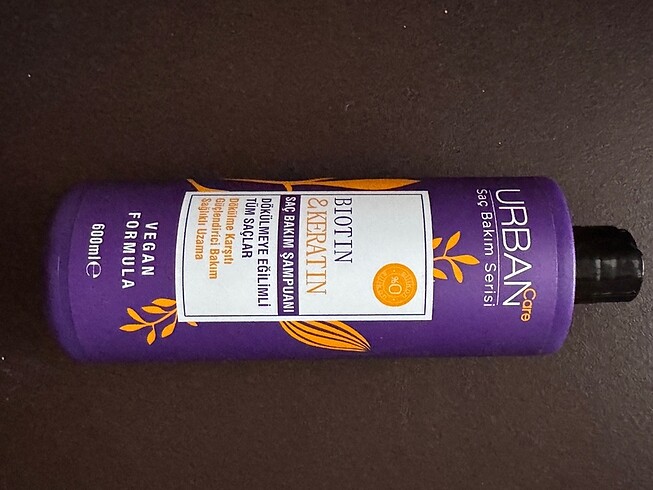 URBAN
Care
Saç Bakım Serisi
%0
BIOTIN
& KERATIN
SAÇ BAKIM ŞAMPUANI
DÖKÜLMEYE EĞİLİMLİ
TÜM SAÇLAR
Dökülme Karşıtı
Güçlendirici Bakım
Sağlıklı Uzama
VEGAN
FORMULA
600ml e